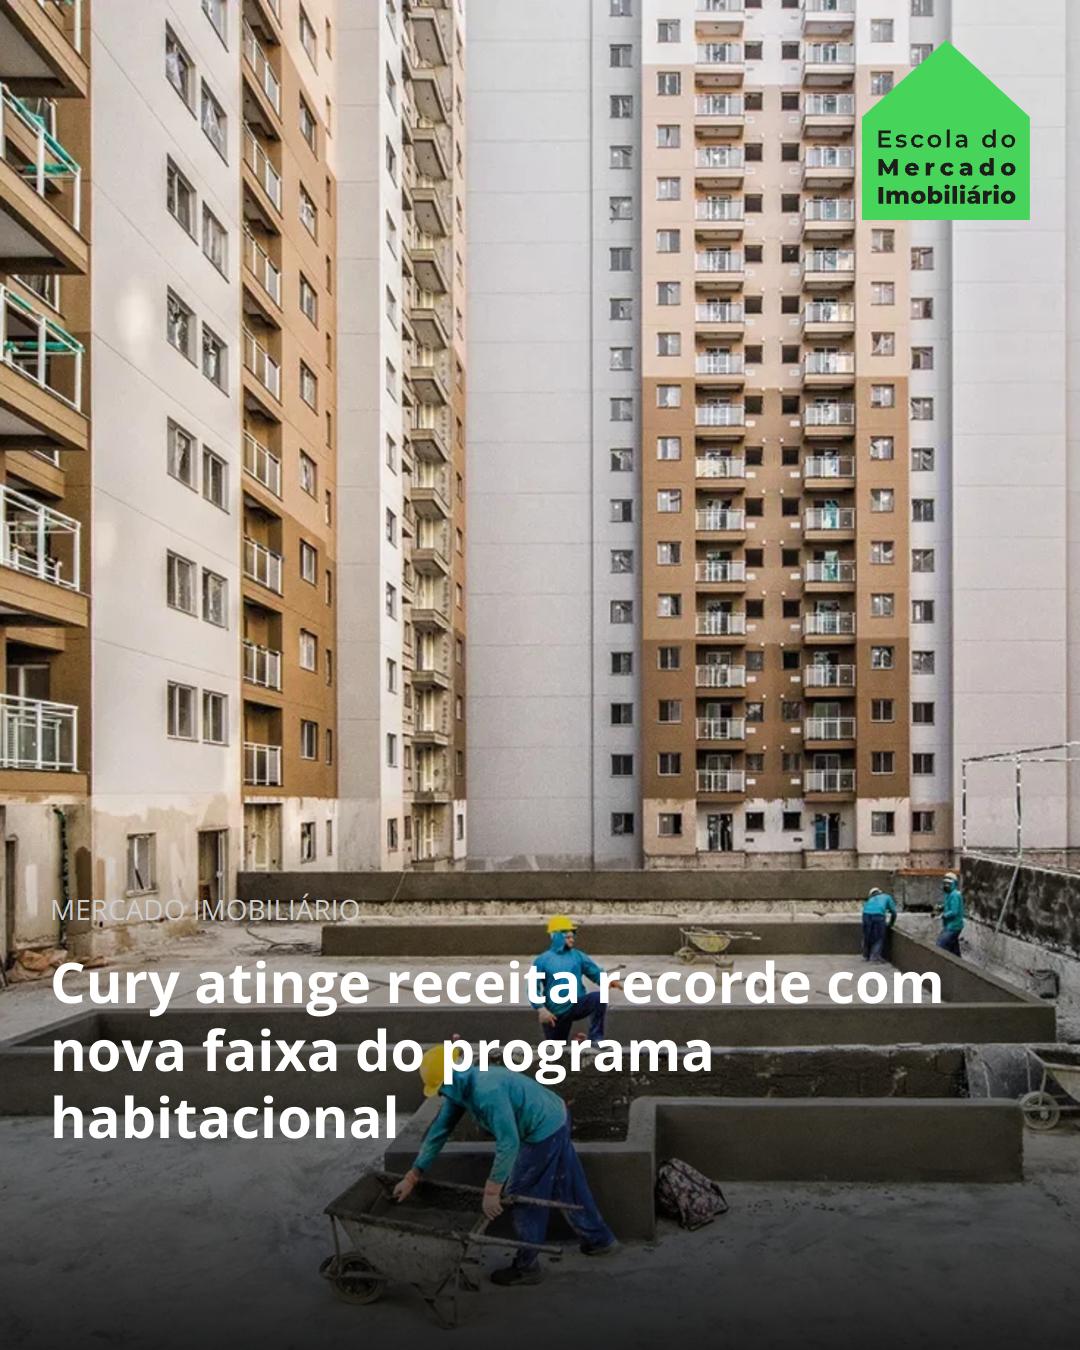 Escola do
Mercado
Imobiliário
MERCADO IMOBILIÁRIO
Cury atinge receita recorde com
nova faixa do programa
habitacional